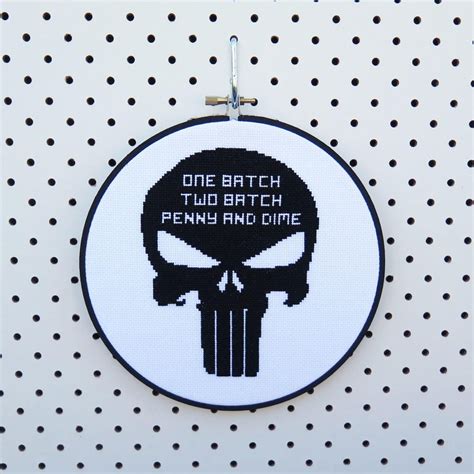 ONE BATCH
TWO BATCH
PENNY AND DIME